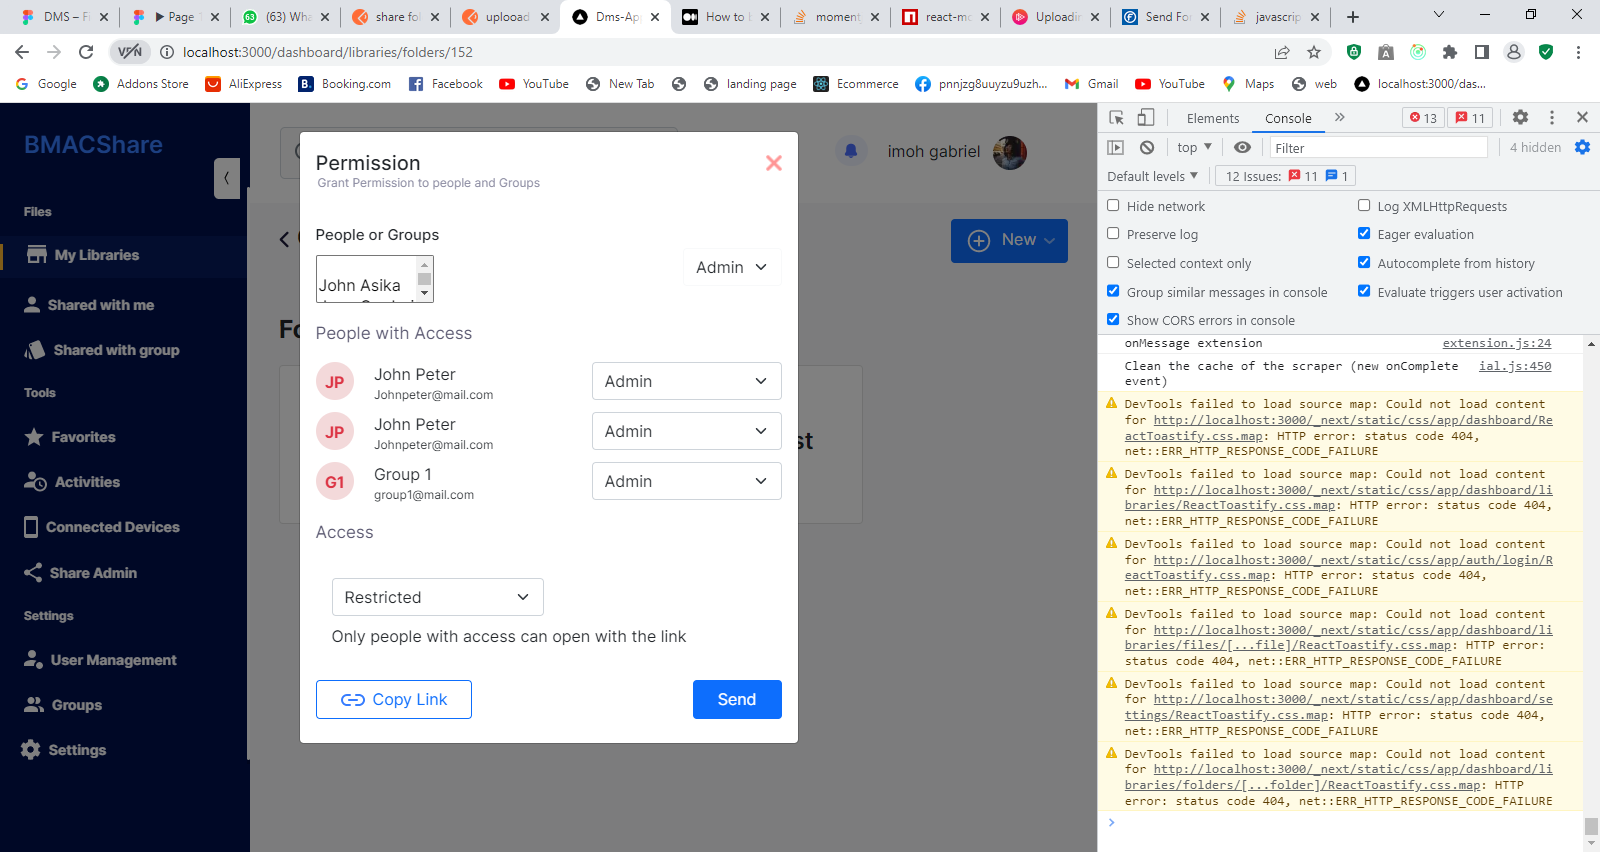 DMS – F
Page
(63) Wha
share fol
uplooad
Dms-Ap
How to
moment
react-mo
Uploadin
Send Fo
javascrip
VPN
localhost:3000/dashboard/libraries/folders/152
Google
Addons Store
AliExpress
Booking.com
Facebook
YouTube
New Tab
landing page
Ecommerce
pnnjzg8uuyzu9uzh...
Gmail
YouTube
Maps
web
localhost:3000/das...
BMACShare
Files
My Libraries
Shared with me
Shared with group
Tools
Favorites
Activities
Connected Devices
Share Admin
Settings
User Management
Groups
Settings
imoh gabriel
New
Permission
Grant Permission to people and Groups
People or Groups
John Asika
Admin
People with Access
JP
John Peter
Johnpeter@mail.com
Admin
JP
John Peter
Johnpeter@mail.com
Admin
G1
Group 1
group1@mail.com
Admin
Access
Restricted
Only people with access can open with the link
Copy Link
Send
Elements
Console
13
11
top
Filter
4 hidden
Default levels
12 Issues:
11
1
Hide network
Log XMLHttpRequests
Preserve log
Eager evaluation
Selected context only
Autocomplete from history
Group similar messages in console
Evaluate triggers user activation
Show CORS errors in console
onMessage extension extension.js:24
Clean the cache of the scraper (new onComplete ial.js:450
event)
DevTools failed to load source map: Could not load content
for http://localhost:3000/_next/static/css/app/dashboard/Re
actToastify.css.map: HTTP error: status code 404,
net::ERR_HTTP_RESPONSE_CODE_FAILURE
DevTools failed to load source map: Could not load content
for http://localhost:3000/_next/static/css/app/dashboard/li
braries/ReactToastify.css.map: HTTP error: status code 404,
net::ERR_HTTP_RESPONSE_CODE_FAILURE
DevTools failed to load source map: Could not load content
for http://localhost:3000/_next/static/css/app/auth/login/R
eactToastify.css.map: HTTP error: status code 404,
net::ERR_HTTP_RESPONSE_CODE_FAILURE
DevTools failed to load source map: Could not load content
for http://localhost:3000/_next/static/css/app/dashboard/li
braries/files/[...file]/ReactToastify.css.map: HTTP error:
status code 404, net::ERR_HTTP_RESPONSE_CODE_FAILURE
DevTools failed to load source map: Could not load content
for http://localhost:3000/_next/static/css/app/dashboard/se
ttings/ReactToastify.css.map: HTTP error: status code 404,
net::ERR_HTTP_RESPONSE_CODE_FAILURE
DevTools failed to load source map: Could not load content
for http://localhost:3000/_next/static/css/app/dashboard/li
braries/folders/[...folder]/ReactToastify.css.map: HTTP
error: status code 404, net::ERR_HTTP_RESPONSE_CODE_FAILURE